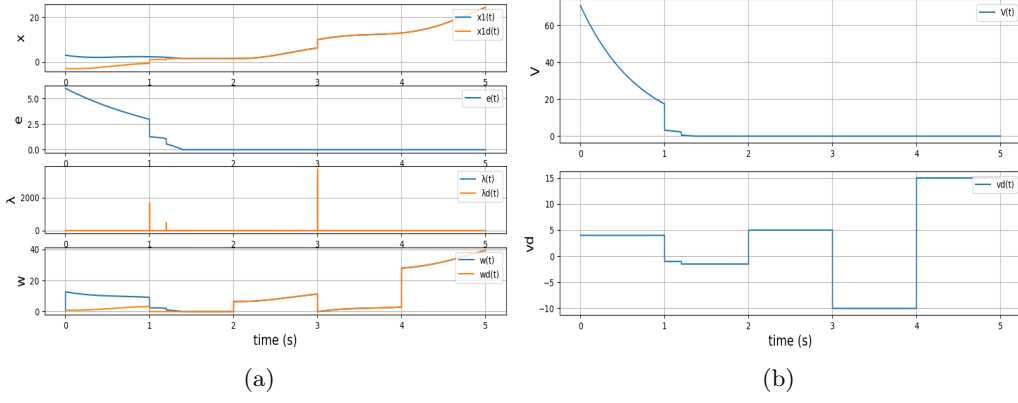 20
0
x
x1(t)
x1d(t)
0 1 2 3 4 5
5.0
2.5
0.0
e
e(t)
0 1 2 3 4 5
2000
0
λ
λ(t)
λd(t)
0 1 2 3 4 5
40
20
0
w
w(t)
wd(t)
0 1 2 3 4 5
time (s)
(a)
60
40
20
0
V
V(t)
0 1 2 3 4 5
15
10
5
0
−5
−10
vd
vd(t)
0 1 2 3 4 5
time (s)
(b)